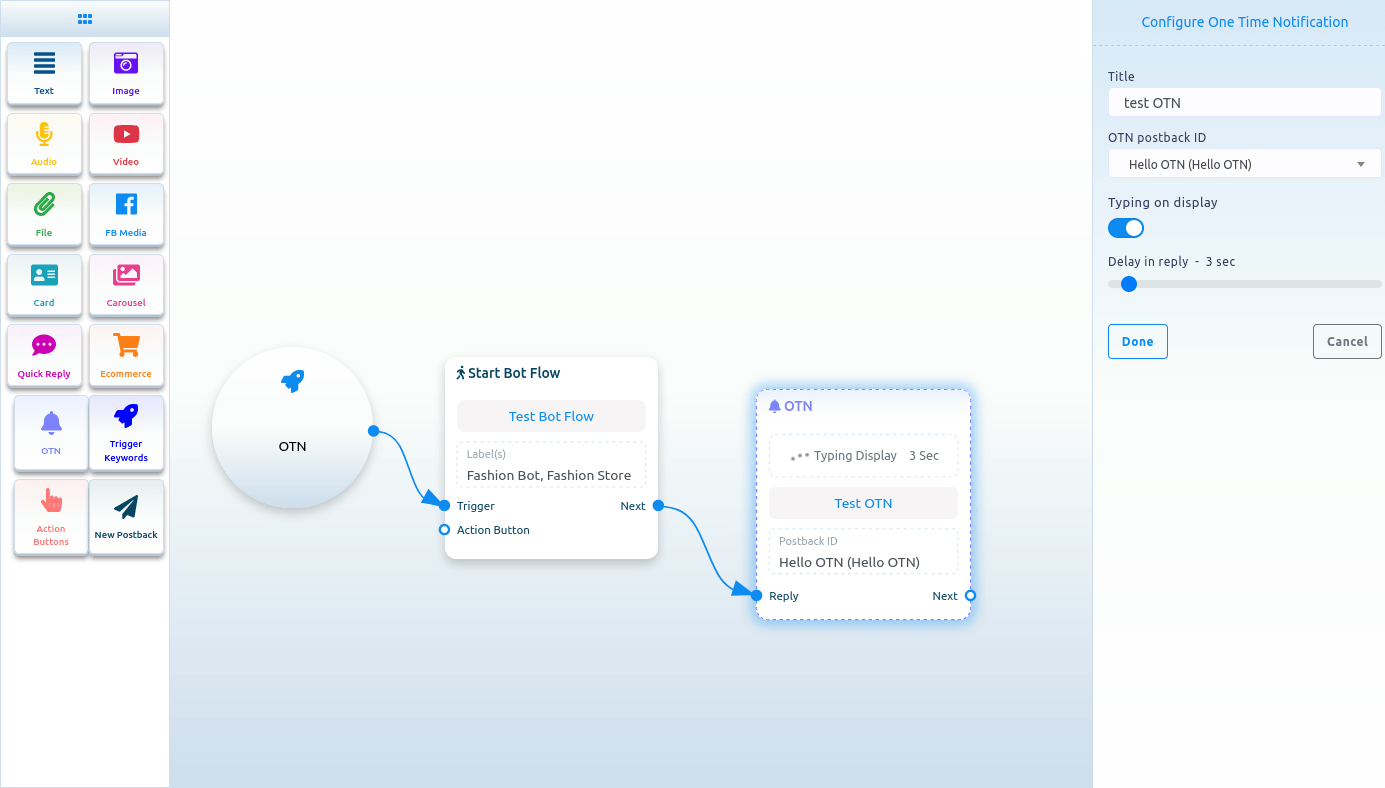 Text
Image
Audio
Video
File
FB Media
Card
Carousel
Quick Reply
Ecommerce
OTN
Trigger
Keywords
Action
Buttons
New Postback
OTN
Start Bot Flow
Test Bot Flow
Label(s)
Fashion Bot, Fashion Store
Trigger
Next
Action Button
OTN
Typing Display 3 Sec
Test OTN
Postback ID
Hello OTN (Hello OTN)
Reply
Next
Configure One Time Notification
Title
test OTN
OTN postback ID
Hello OTN (Hello OTN)
Typing on display
Delay in reply - 3 sec
Done
Cancel